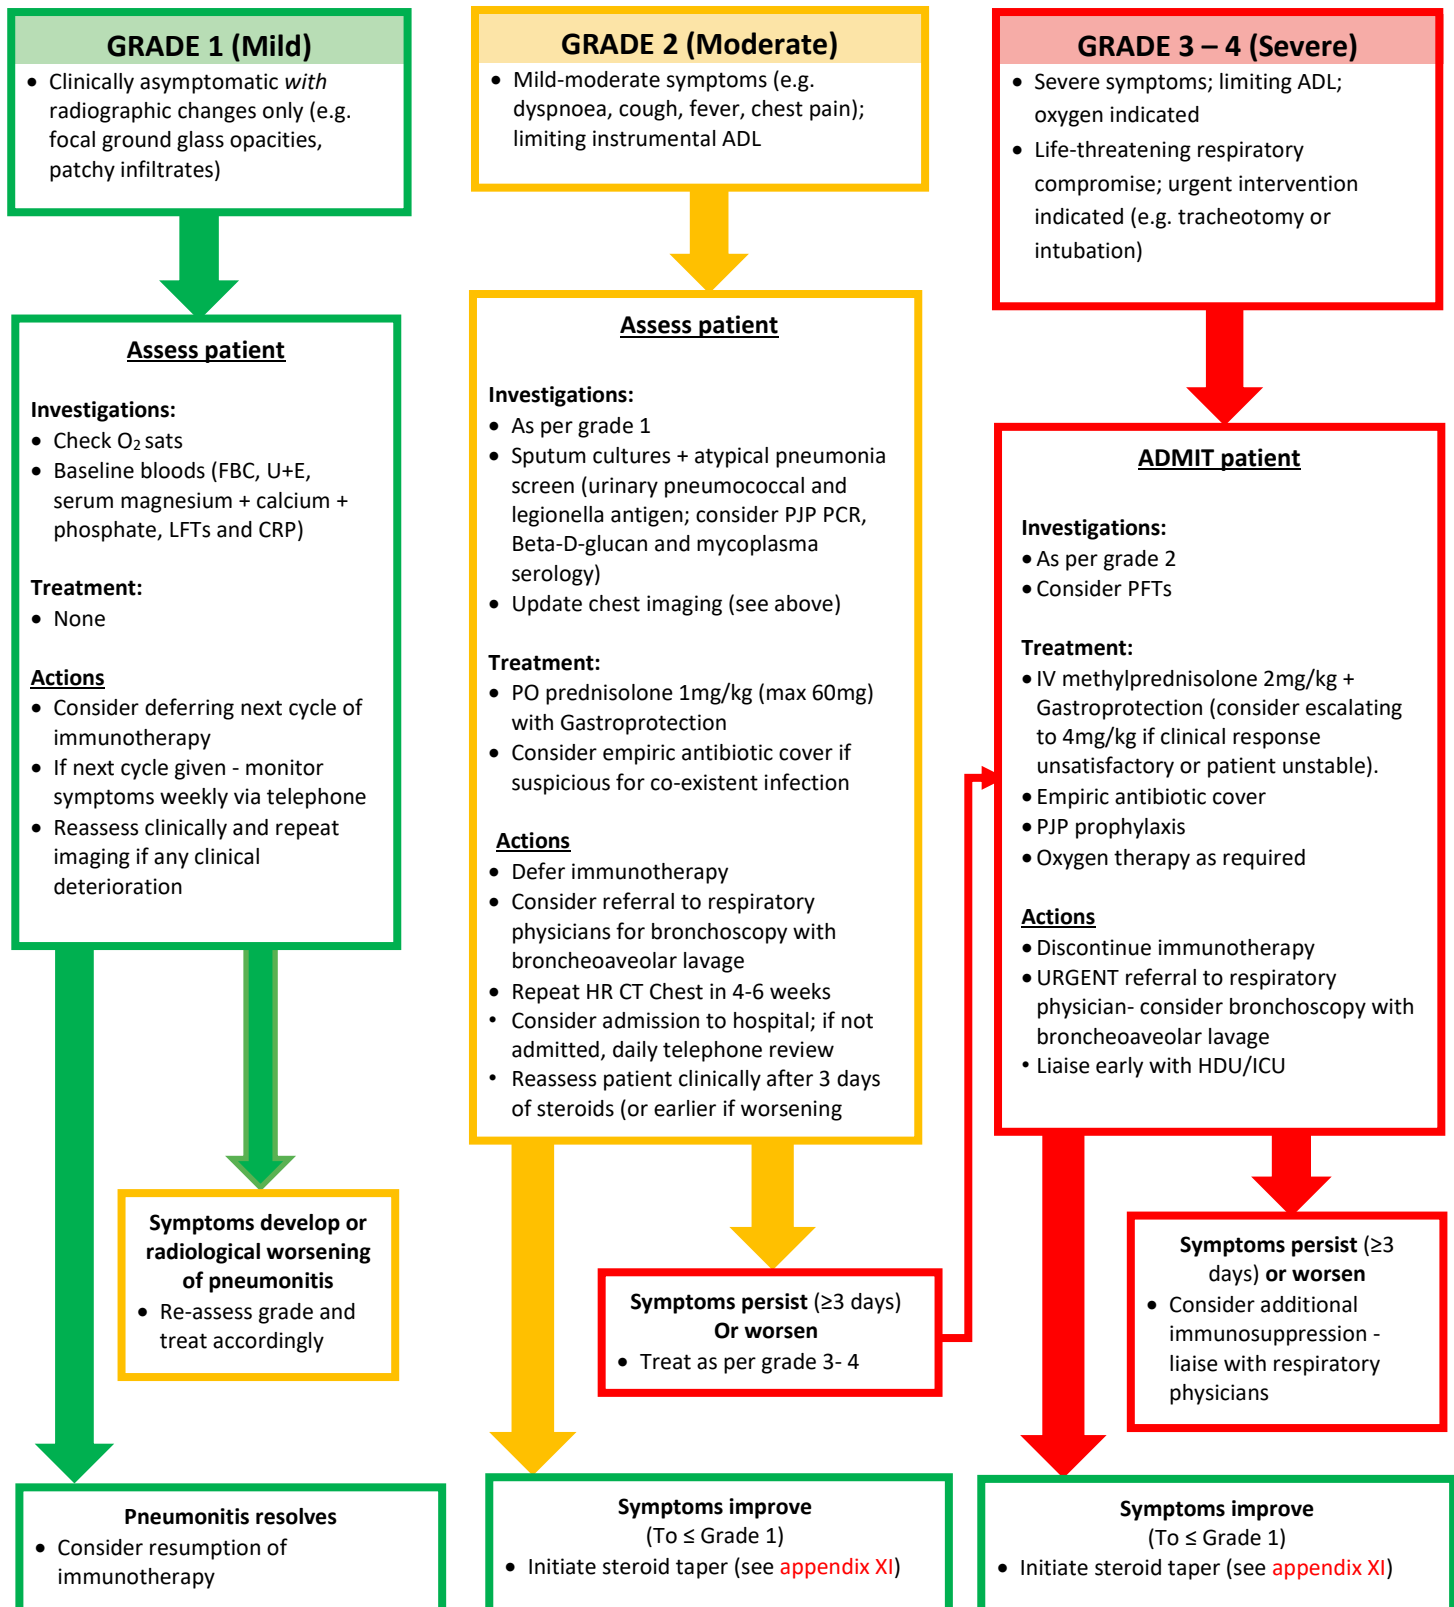 GRADE 1 (Mild)
• Clinically asymptomatic with
radiographic changes only (e.g.
focal ground glass opacities,
patchy infiltrates)
Assess patient
Investigations:
• Check O₂ sats
• Baseline bloods (FBC, U+E,
serum magnesium + calcium +
phosphate, LFTs and CRP)
Treatment:
• None
Actions
• Consider deferring next cycle of
immunotherapy
• If next cycle given - monitor
symptoms weekly via telephone
• Reassess clinically and repeat
imaging if any clinical
deterioration
Symptoms develop or
radiological worsening
of pneumonitis
• Re-assess grade and
treat accordingly
Pneumonitis resolves
• Consider resumption of
immunotherapy
GRADE 2 (Moderate)
• Mild-moderate symptoms (e.g.
dyspnoea, cough, fever, chest pain);
limiting instrumental ADL
Assess patient
Investigations:
• As per grade 1
• Sputum cultures + atypical pneumonia
screen (urinary pneumococcal and
legionella antigen; consider PJP PCR,
Beta-D-glucan and mycoplasma
serology)
• Update chest imaging (see above)
Treatment:
• PO prednisolone 1mg/kg (max 60mg)
with Gastroprotection
• Consider empiric antibiotic cover if
suspicious for co-existent infection
Actions
• Defer immunotherapy
• Consider referral to respiratory
physicians for bronchoscopy with
broncheoaveolar lavage
• Repeat HR CT Chest in 4-6 weeks
• Consider admission to hospital; if not
admitted, daily telephone review
• Reassess patient clinically after 3 days
of steroids (or earlier if worsening
Symptoms persist (≥3 days)
Or worsen
• Treat as per grade 3- 4
Symptoms improve
(To ≤ Grade 1)
• Initiate steroid taper (see appendix XI)
GRADE 3 – 4 (Severe)
• Severe symptoms; limiting ADL;
oxygen indicated
• Life-threatening respiratory
compromise; urgent intervention
indicated (e.g. tracheotomy or
intubation)
ADMIT patient
Investigations:
• As per grade 2
• Consider PFTs
Treatment:
• IV methylprednisolone 2mg/kg +
Gastroprotection (consider escalating
to 4mg/kg if clinical response
unsatisfactory or patient unstable).
• Empiric antibiotic cover
• PJP prophylaxis
• Oxygen therapy as required
Actions
• Discontinue immunotherapy
• URGENT referral to respiratory
physician- consider bronchoscopy with
broncheoaveolar lavage
• Liaise early with HDU/ICU
Symptoms persist (≥3
days) or worsen
• Consider additional
immunosuppression -
liaise with respiratory
physicians
Symptoms improve
(To ≤ Grade 1)
• Initiate steroid taper (see appendix XI)